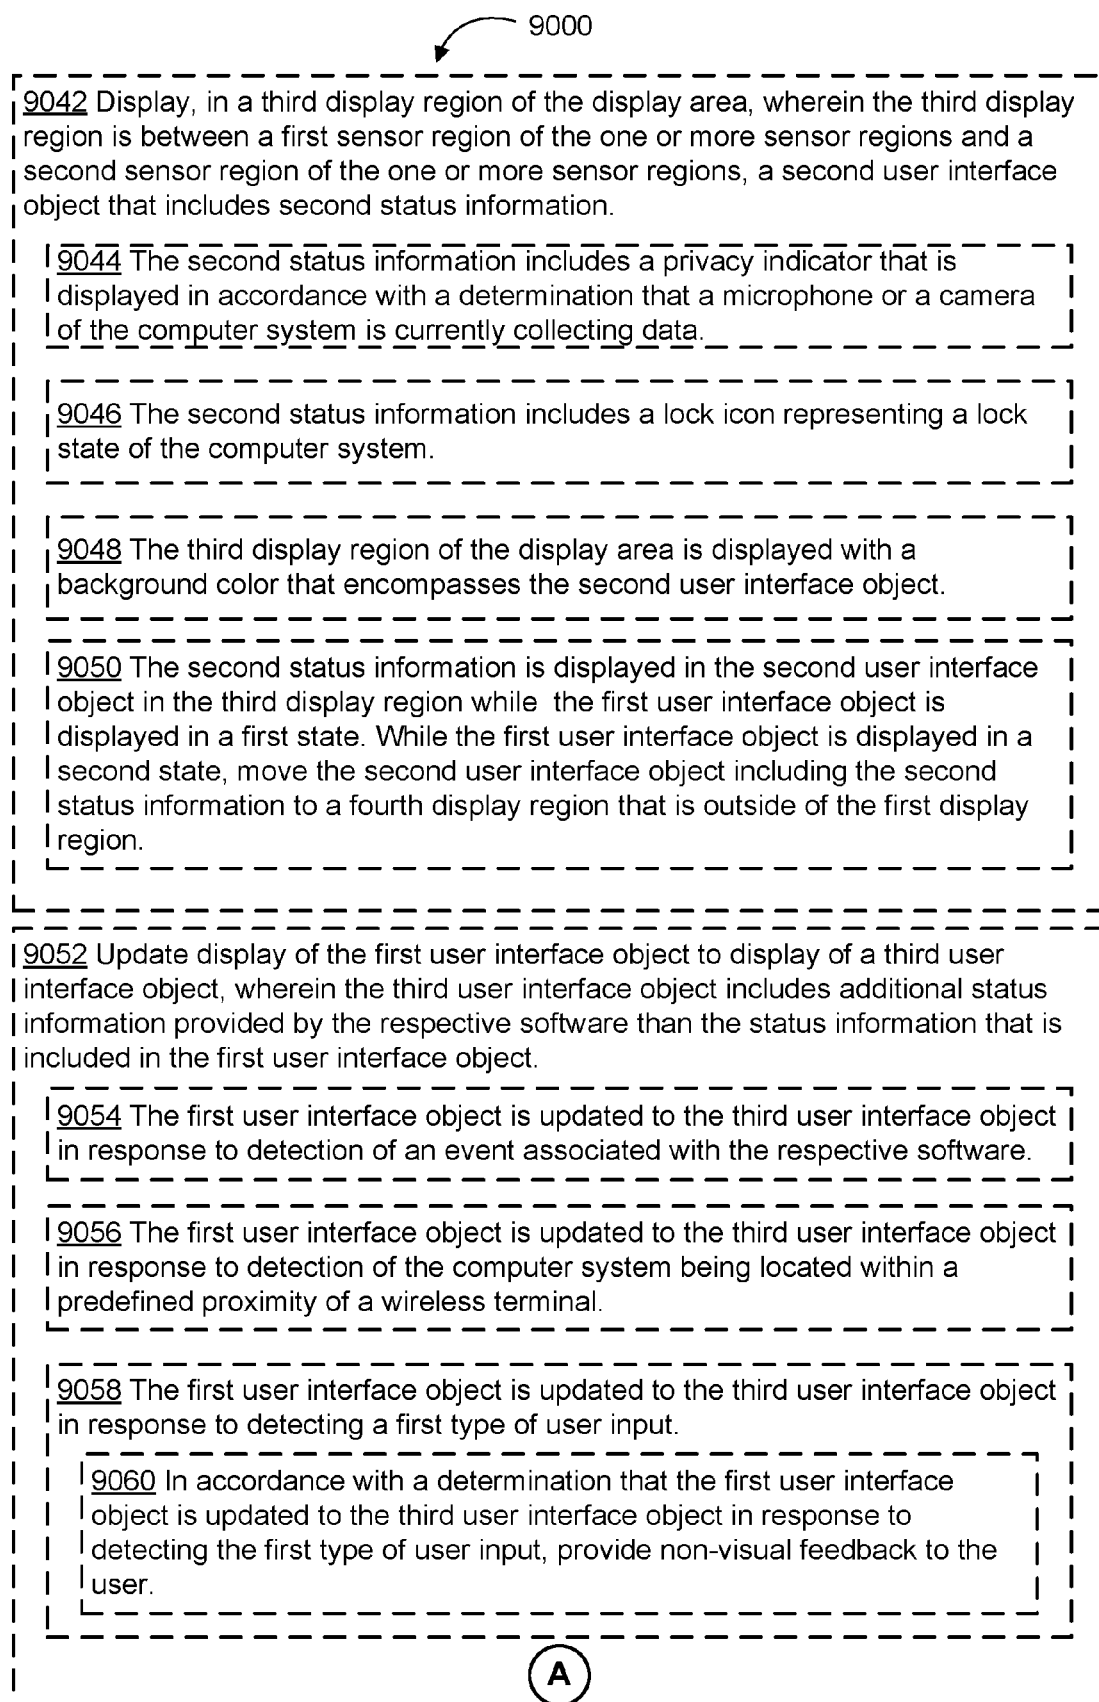 9000
9042 Display, in a third display region of the display area, wherein the third display
region is between a first sensor region of the one or more sensor regions and a
second sensor region of the one or more sensor regions, a second user interface
object that includes second status information.
9044 The second status information includes a privacy indicator that is
displayed in accordance with a determination that a microphone or a camera
of the computer system is currently collecting data.
9046 The second status information includes a lock icon representing a lock
state of the computer system.
9048 The third display region of the display area is displayed with a
background color that encompasses the second user interface object.
9050 The second status information is displayed in the second user interface
object in the third display region while the first user interface object is
displayed in a first state. While the first user interface object is displayed in a
second state, move the second user interface object including the second
status information to a fourth display region that is outside of the first display
region.
9052 Update display of the first user interface object to display of a third user
interface object, wherein the third user interface object includes additional status
information provided by the respective software than the status information that is
included in the first user interface object.
9054 The first user interface object is updated to the third user interface object
in response to detection of an event associated with the respective software.
9056 The first user interface object is updated to the third user interface object
in response to detection of the computer system being located within a
predefined proximity of a wireless terminal.
9058 The first user interface object is updated to the third user interface object
in response to detecting a first type of user input.
9060 In accordance with a determination that the first user interface
object is updated to the third user interface object in response to
detecting the first type of user input, provide non-visual feedback to the
user.
A